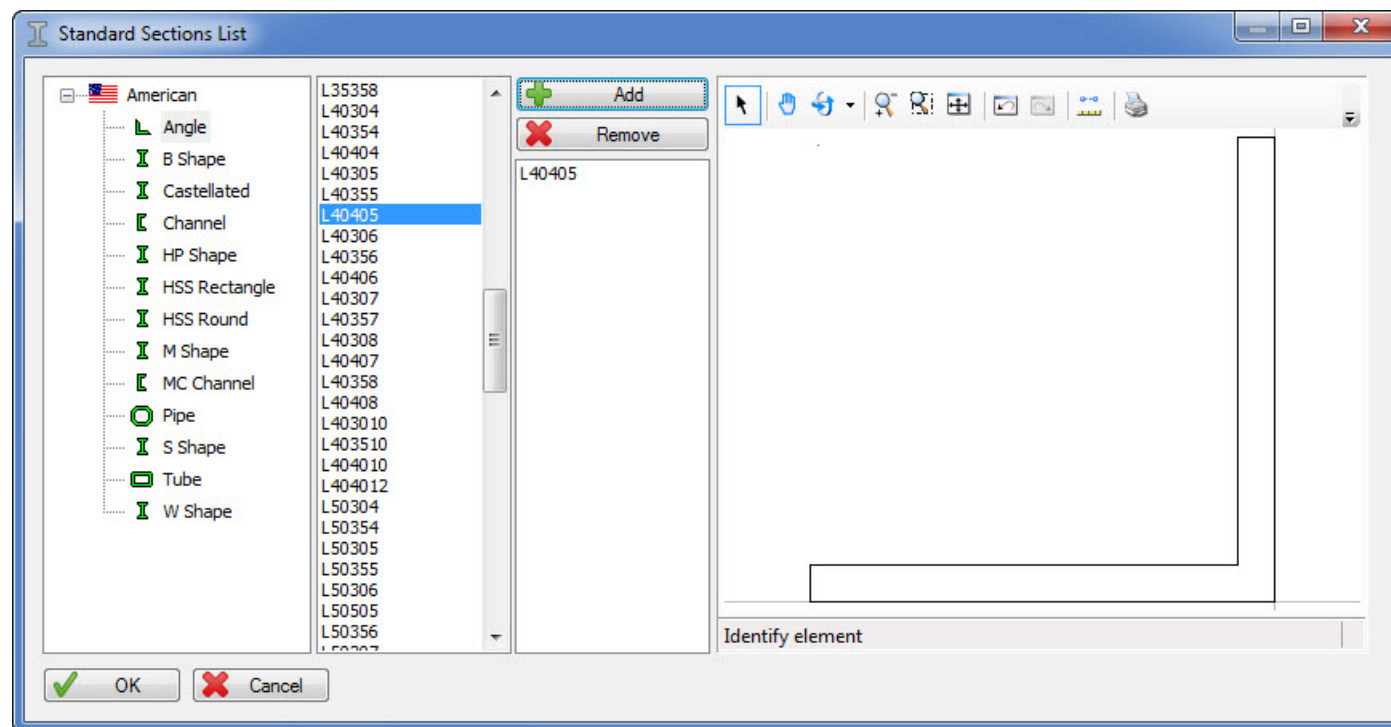 Standard Sections List
American
Angle
B Shape
Castellated
Channel
HP Shape
HSS Rectangle
HSS Round
M Shape
MC Channel
Pipe
S Shape
Tube
W Shape
L35358
L40304
L40354
L40404
L40305
L40355
L40405
L40306
L40356
L40406
L40307
L40357
L40308
L40407
L40358
L40408
L403010
L403510
L404010
L404012
L50304
L50354
L50305
L50355
L50306
L50505
L50356
Add
Remove
L40405
Identify element
OK
Cancel